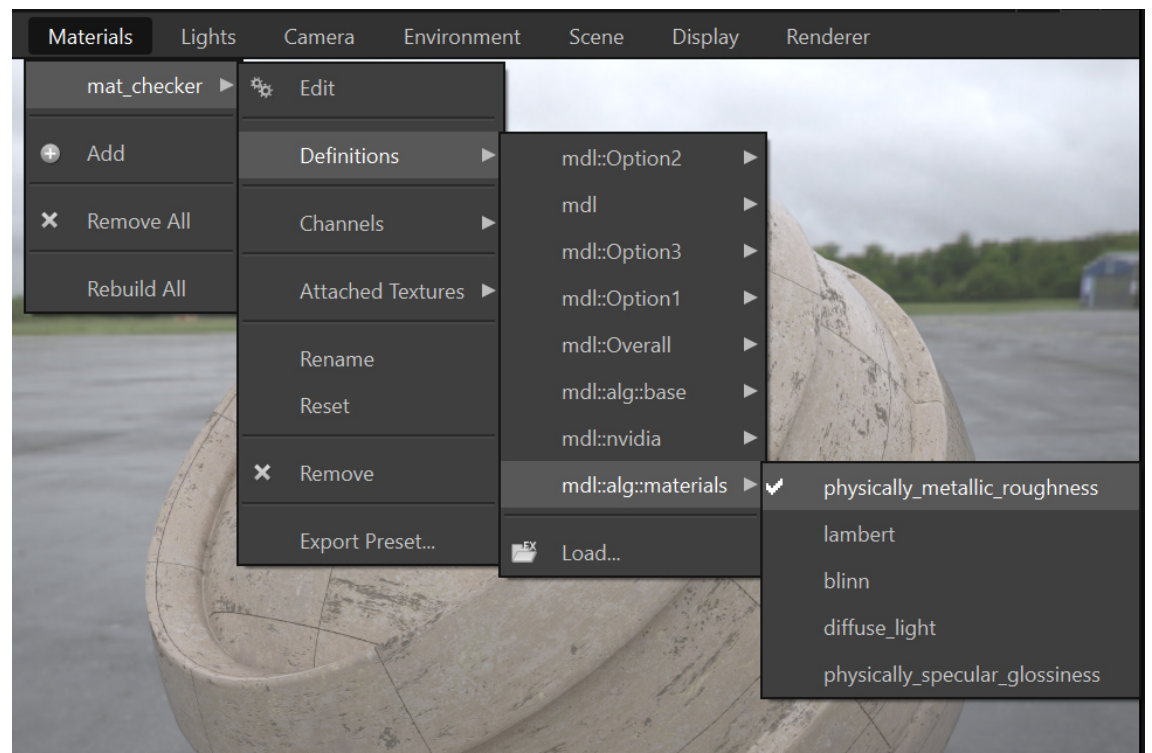 Materials Lights Camera Environment Scene Display Renderer
mat_checker
Add
Remove All
Rebuild All
Edit
Definitions
Channels
Attached Textures
Rename
Reset
Remove
Export Preset...
mdl::Option2
mdl
mdl::Option3
mdl::Option1
mdl::Overall
mdl::alg::base
mdl::nvidia
mdl::alg::materials
EX
Load...
physically_metallic_roughness
lambert
blinn
diffuse_light
physically_specular_glossiness